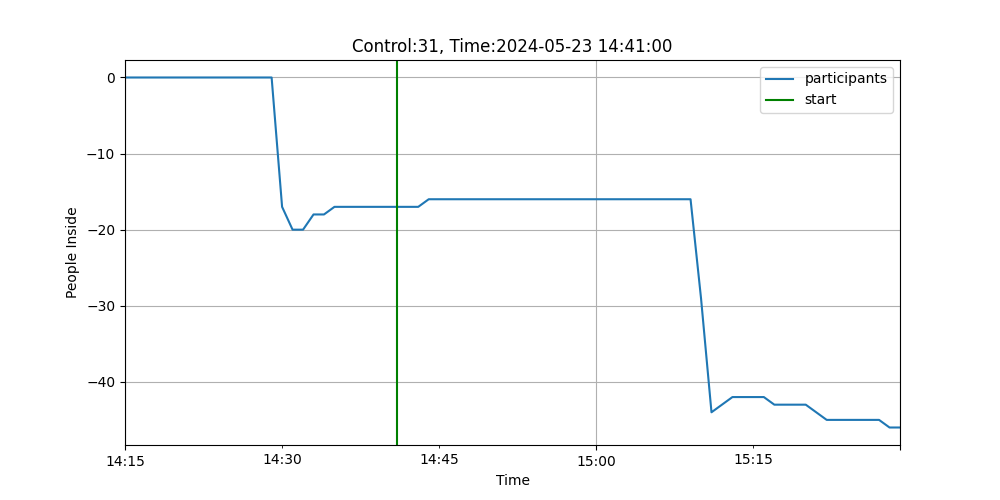 Control:31, Time:2024-05-23 14:41:00
participants
start
0
−10
−20
−30
−40
People Inside
14:15 14:30 14:45 15:00 15:15
Time